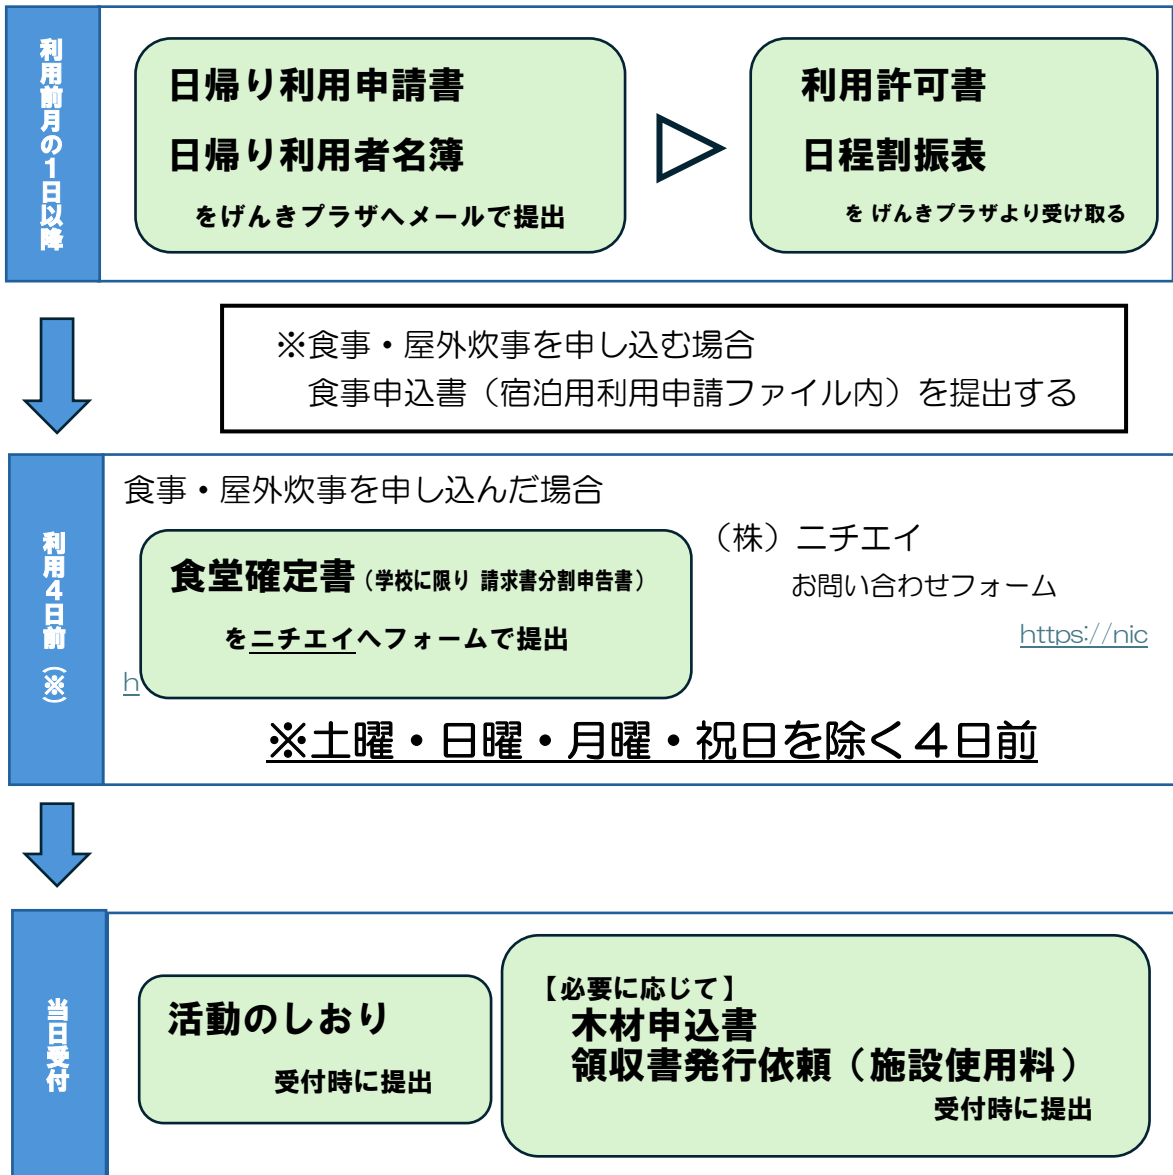 利用前月の１日以降
日帰り利用申請書
日帰り利用者名簿
をげんきプラザへメールで提出
利用許可書
日程割振表
を げんきプラザより受け取る
※食事・屋外炊事を申し込む場合
食事申込書（宿泊用利用申請ファイル内）を提出する
利用４日前（※）
食事・屋外炊事を申し込んだ場合
食堂確定書（学校に限り 請求書分割申告書）
をニチエイへフォームで提出
（株）ニチエイ
お問い合わせフォーム
https://nic
h
※土曜・日曜・月曜・祝日を除く４日前
当日受付
活動のしおり
受付時に提出
【必要に応じて】
木材申込書
領収書発行依頼（施設使用料）
受付時に提出